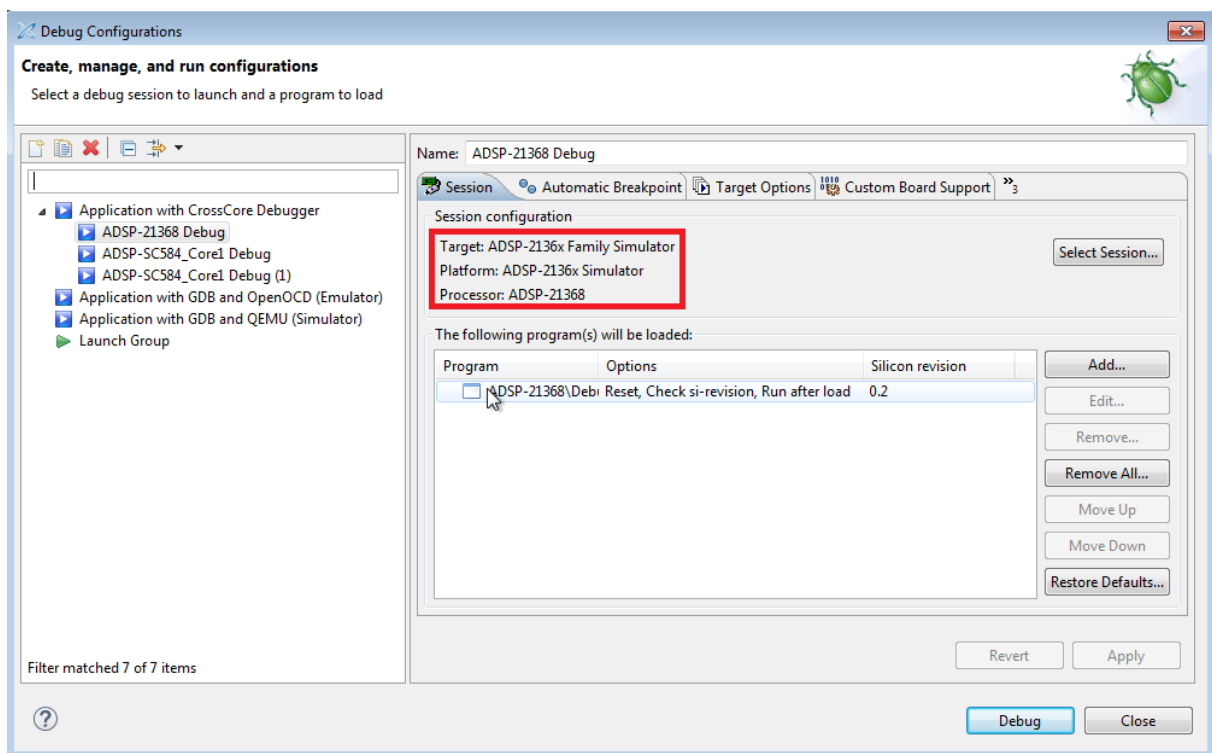 Debug Configurations
Create, manage, and run configurations
Select a debug session to launch and a program to load
Application with CrossCore Debugger
ADSP-21368 Debug
ADSP-SC584_Core1 Debug
ADSP-SC584_Core1 Debug (1)
Application with GDB and OpenOCD (Emulator)
Application with GDB and QEMU (Simulator)
Launch Group
Filter matched 7 of 7 items
Name: ADSP-21368 Debug
Session Automatic Breakpoint Target Options Custom Board Support »3
Session configuration
Target: ADSP-2136x Family Simulator
Platform: ADSP-2136x Simulator
Processor: ADSP-21368
Select Session...
The following program(s) will be loaded:
Program Options Silicon revision
ADSP-21368\Deb Reset, Check si-revision, Run after load 0.2
Add...
Edit...
Remove...
Remove All...
Move Up
Move Down
Restore Defaults...
Revert Apply
? Debug Close